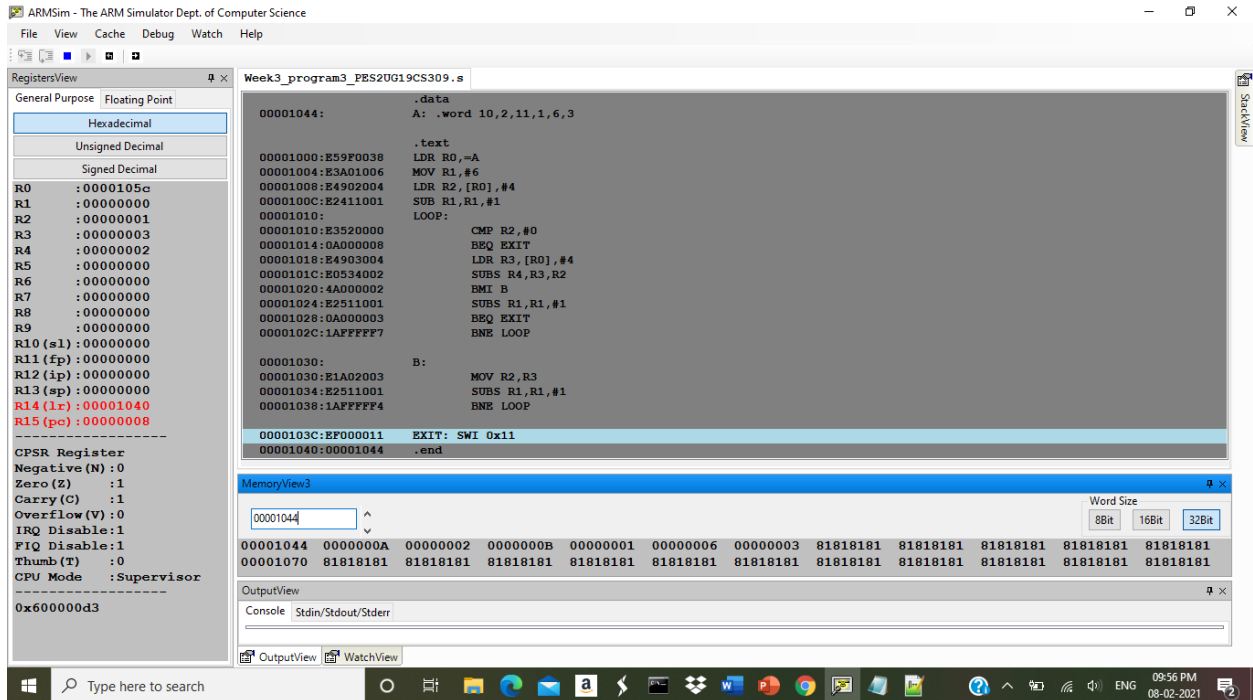 ARMSim - The ARM Simulator Dept. of Computer Science
File View Cache Debug Watch Help
RegistersView
General Purpose Floating Point
Hexadecimal
Unsigned Decimal
Signed Decimal
R0 :0000105c
R1 :00000000
R2 :00000001
R3 :00000003
R4 :00000002
R5 :00000000
R6 :00000000
R7 :00000000
R8 :00000000
R9 :00000000
R10(sl):00000000
R11(fp):00000000
R12(ip):00000000
R13(sp):00000000
R14(lr):00001040
R15(pc):00000008
------------------
CPSR Register
Negative(N):0
Zero(Z) :1
Carry(C) :1
Overflow(V):0
IRQ Disable:1
FIQ Disable:1
Thumb(T) :0
CPU Mode :Supervisor
------------------
0x600000d3
Week3_program3_PES2UG19CS309.s
.data
00001044: A: .word 10,2,11,1,6,3
.text
00001000:E59F0038 LDR R0,=A
00001004:E3A01006 MOV R1,#6
00001008:E4902004 LDR R2,[R0],#4
0000100C:E2411001 SUB R1,R1,#1
00001010: LOOP:
00001010:E3520000 CMP R2,#0
00001014:0A000008 BEQ EXIT
00001018:E4903004 LDR R3,[R0],#4
0000101C:E0534002 SUBS R4,R3,R2
00001020:4A000002 BMI B
00001024:E2511001 SUBS R1,R1,#1
00001028:0A000003 BEQ EXIT
0000102C:1AFFFFF7 BNE LOOP
00001030: B:
00001030:E1A02003 MOV R2,R3
00001034:E2511001 SUBS R1,R1,#1
00001038:1AFFFFF4 BNE LOOP
0000103C:EF000011 EXIT: SWI 0x11
00001040:00001044 .end
StackView
MemoryView3
00001044
Word Size
8Bit 16Bit 32Bit
00001044 0000000A 00000002 0000000B 00000001 00000006 00000003 81818181 81818181 81818181 81818181 81818181
00001070 81818181 81818181 81818181 81818181 81818181 81818181 81818181 81818181 81818181 81818181 81818181
OutputView
Console Stdin/Stdout/Stderr
OutputView WatchView
Type here to search
ENG
09:56 PM
08-02-2021